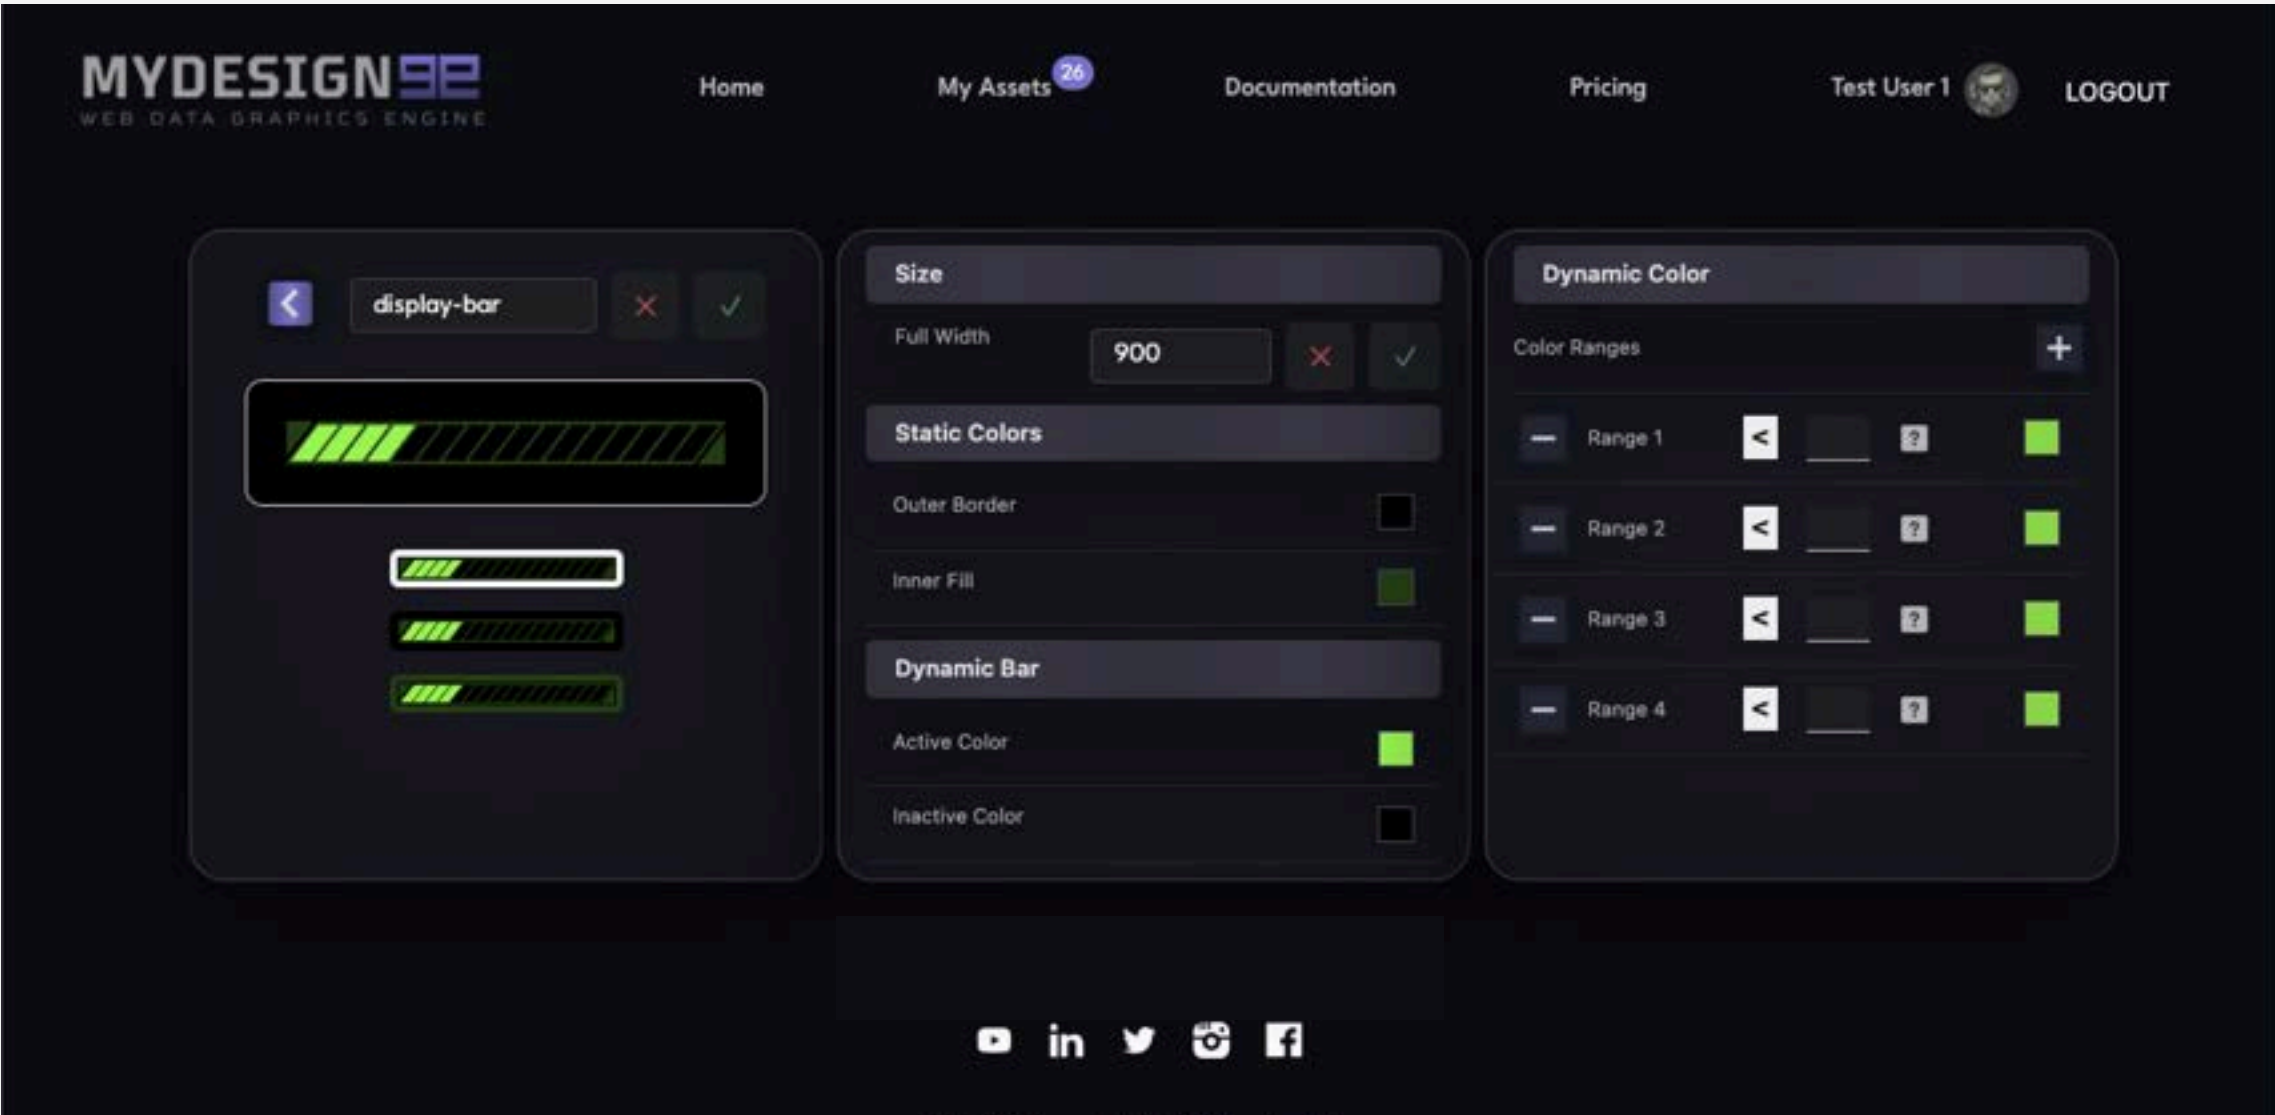 MYDESIGN92
WEB DATA GRAPHICS ENGINE
Home
My Assets
26
Documentation
Pricing
Test User 1
LOGOUT
display-bar
Size
Full Width
900
Static Colors
Outer Border
Inner Fill
Dynamic Bar
Active Color
Inactive Color
Dynamic Color
Color Ranges
+
Range 1
<
?
Range 2
<
?
Range 3
<
?
Range 4
<
?